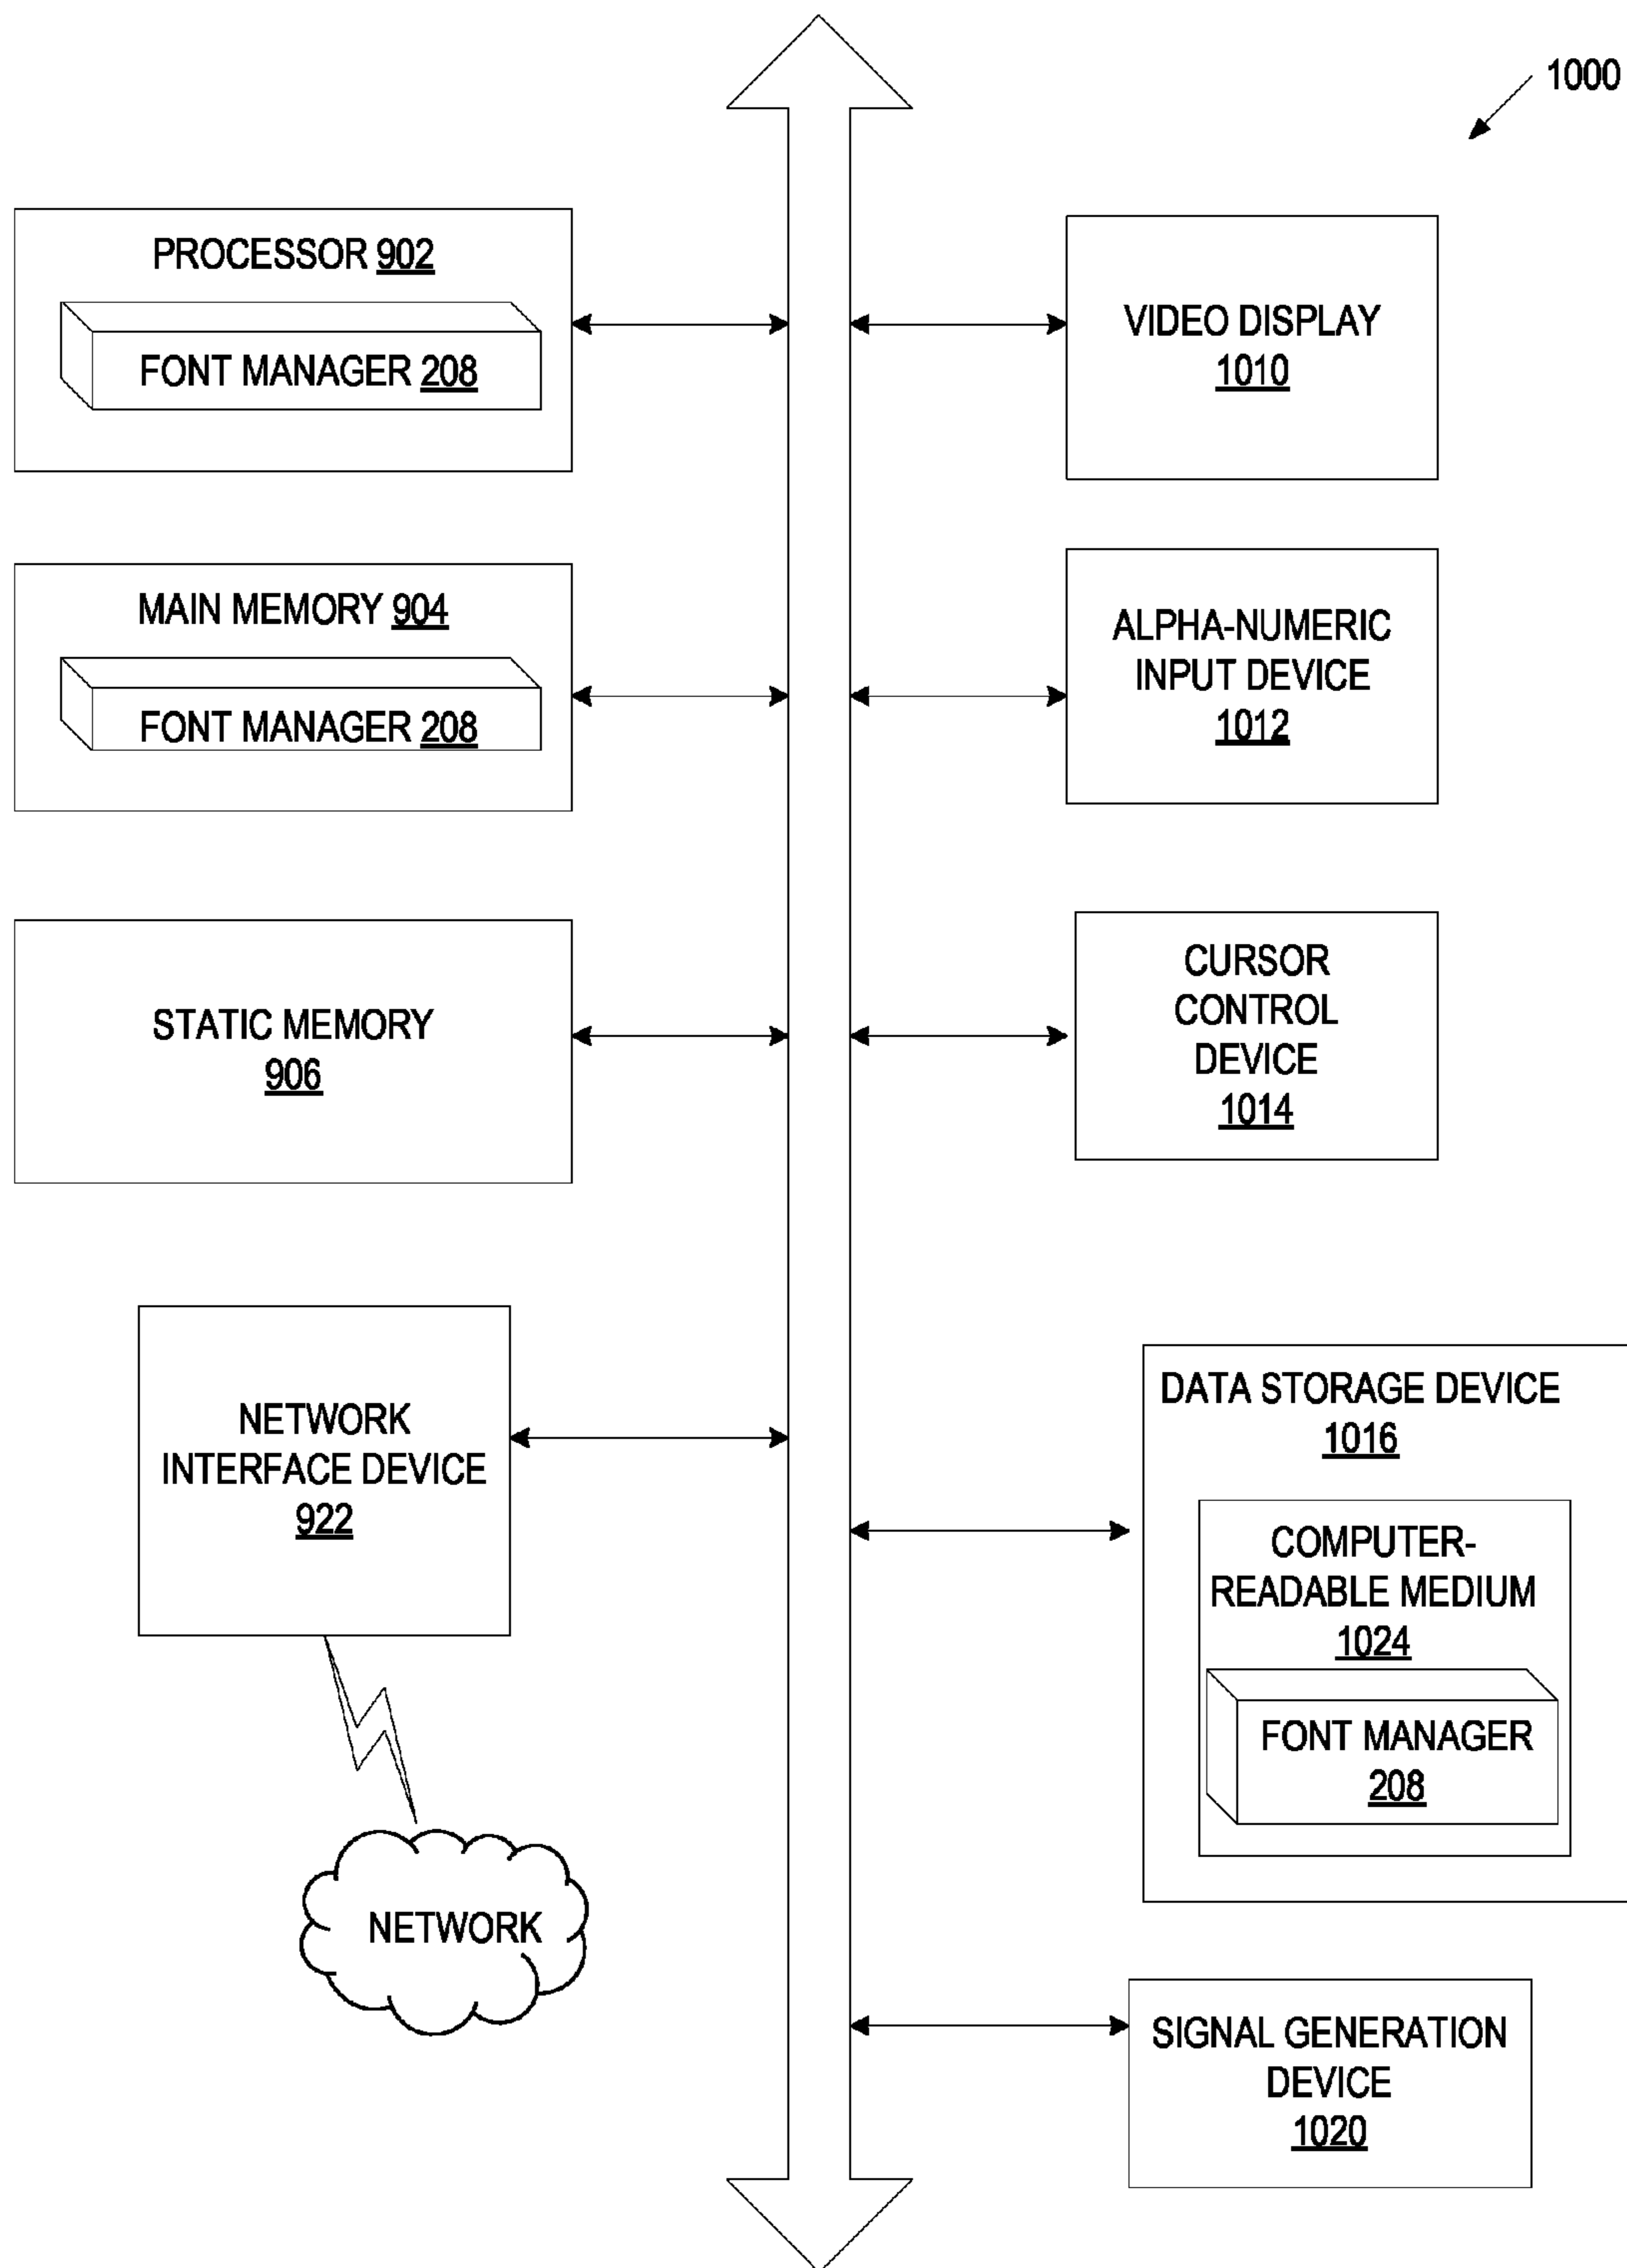 1000
PROCESSOR 902
FONT MANAGER 208
MAIN MEMORY 904
FONT MANAGER 208
STATIC MEMORY
906
NETWORK
INTERFACE DEVICE
922
NETWORK
VIDEO DISPLAY
1010
ALPHA-NUMERIC
INPUT DEVICE
1012
CURSOR
CONTROL
DEVICE
1014
DATA STORAGE DEVICE
1016
COMPUTER-
READABLE MEDIUM
1024
FONT MANAGER
208
SIGNAL GENERATION
DEVICE
1020